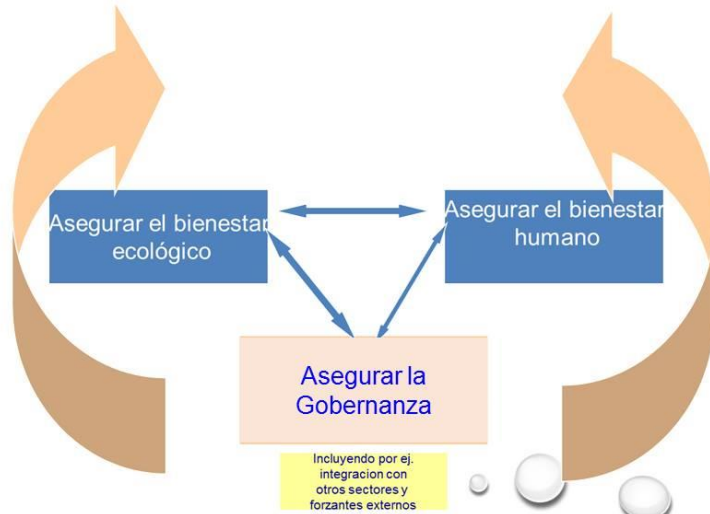 Asegurar el bienestar
ecológico
Asegurar el bienestar
humano
Asegurar la
Gobernanza
Incluyendo por ej.
integracion con
otros sectores y
forzantes externos